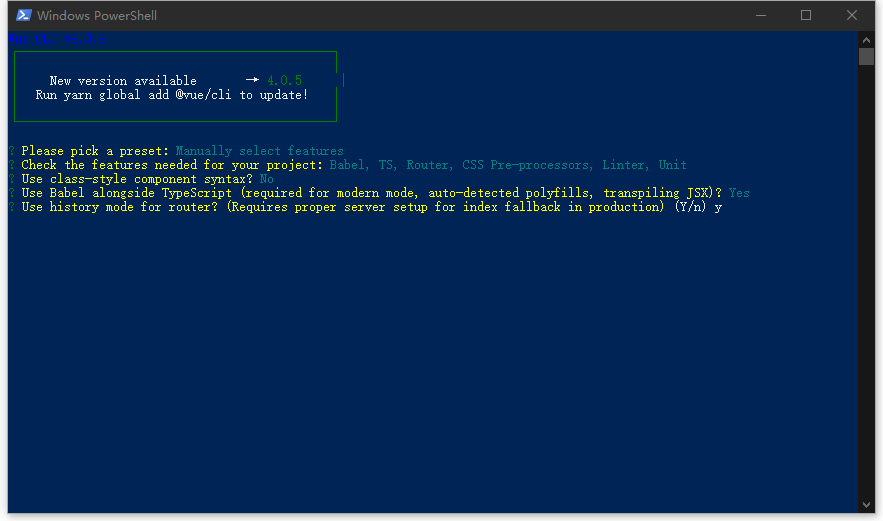 Windows PowerShell
Vue CLI
New version available → 4.0.5
Run yarn global add @vue/cli to update!
? Please pick a preset: Manually select features
? Check the features needed for your project: Babel, TS, Router, CSS Pre-processors, Linter, Unit
? Use class-style component syntax? No
? Use Babel alongside TypeScript (required for modern mode, auto-detected polyfills, transpiling JSX)? Yes
? Use history mode for router? (Requires proper server setup for index fallback in production) (Y/n) y